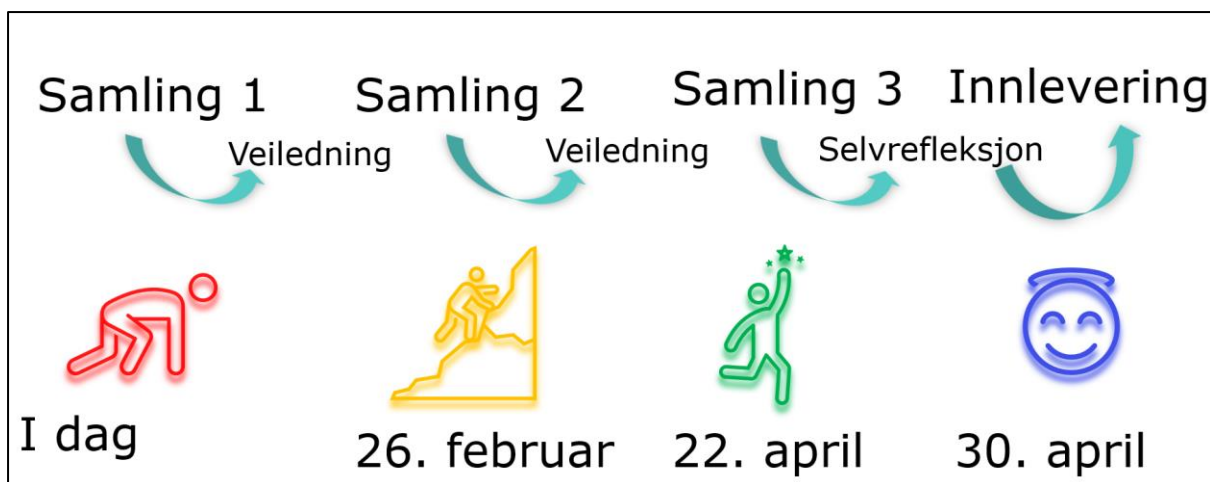 Samling 1
Samling 2
Samling 3
Innlevering
Veiledning
Veiledning
Selvrefleksjon
I dag
26. februar
22. april
30. april